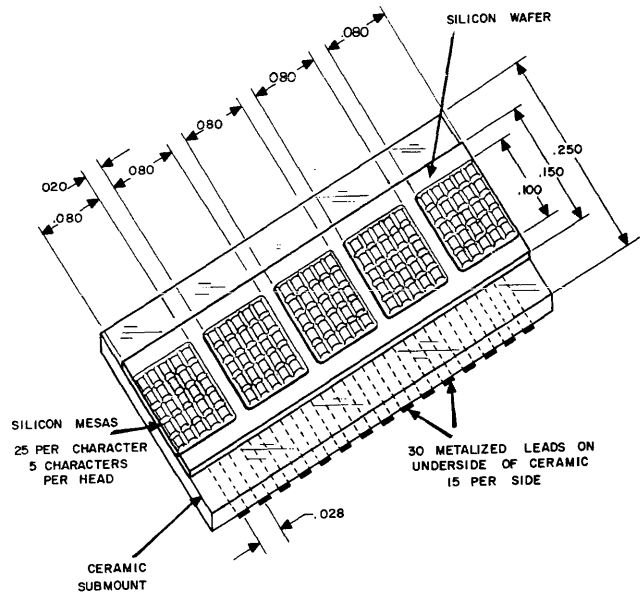 .080
SILICON WAFER
.080
.080
.080
.080
.020
.080
.250
.150
.100
SILICON MESAS
25 PER CHARACTER
5 CHARACTERS
PER HEAD
30 METALIZED LEADS ON
UNDERSIDE OF CERAMIC
15 PER SIDE
.028
CERAMIC
SUBMOUNT